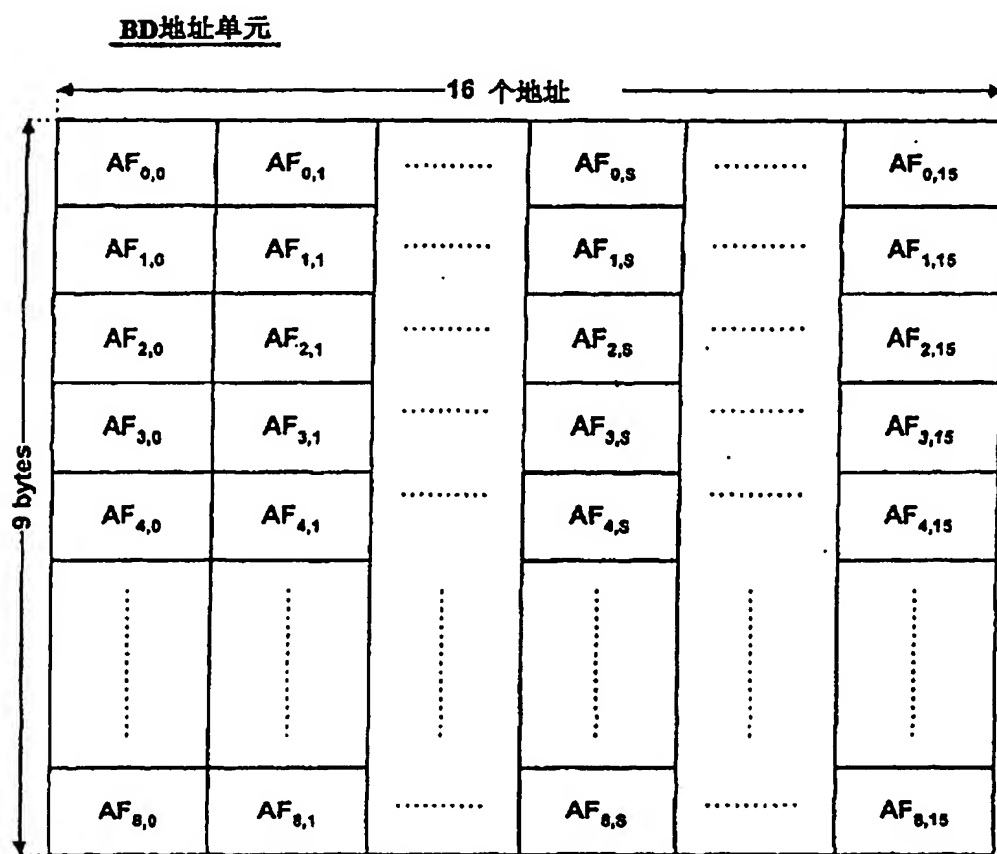 BD地址单元
16 个地址
9 bytes
AF0,0 AF0,1 ......... AF0,S ......... AF0,15
AF1,0 AF1,1 ......... AF1,S ......... AF1,15
AF2,0 AF2,1 ......... AF2,S ......... AF2,15
AF3,0 AF3,1 ......... AF3,S ......... AF3,15
AF4,0 AF4,1 ......... AF4,S ......... AF4,15
AF8,0 AF8,1 ......... AF8,S ......... AF8,15